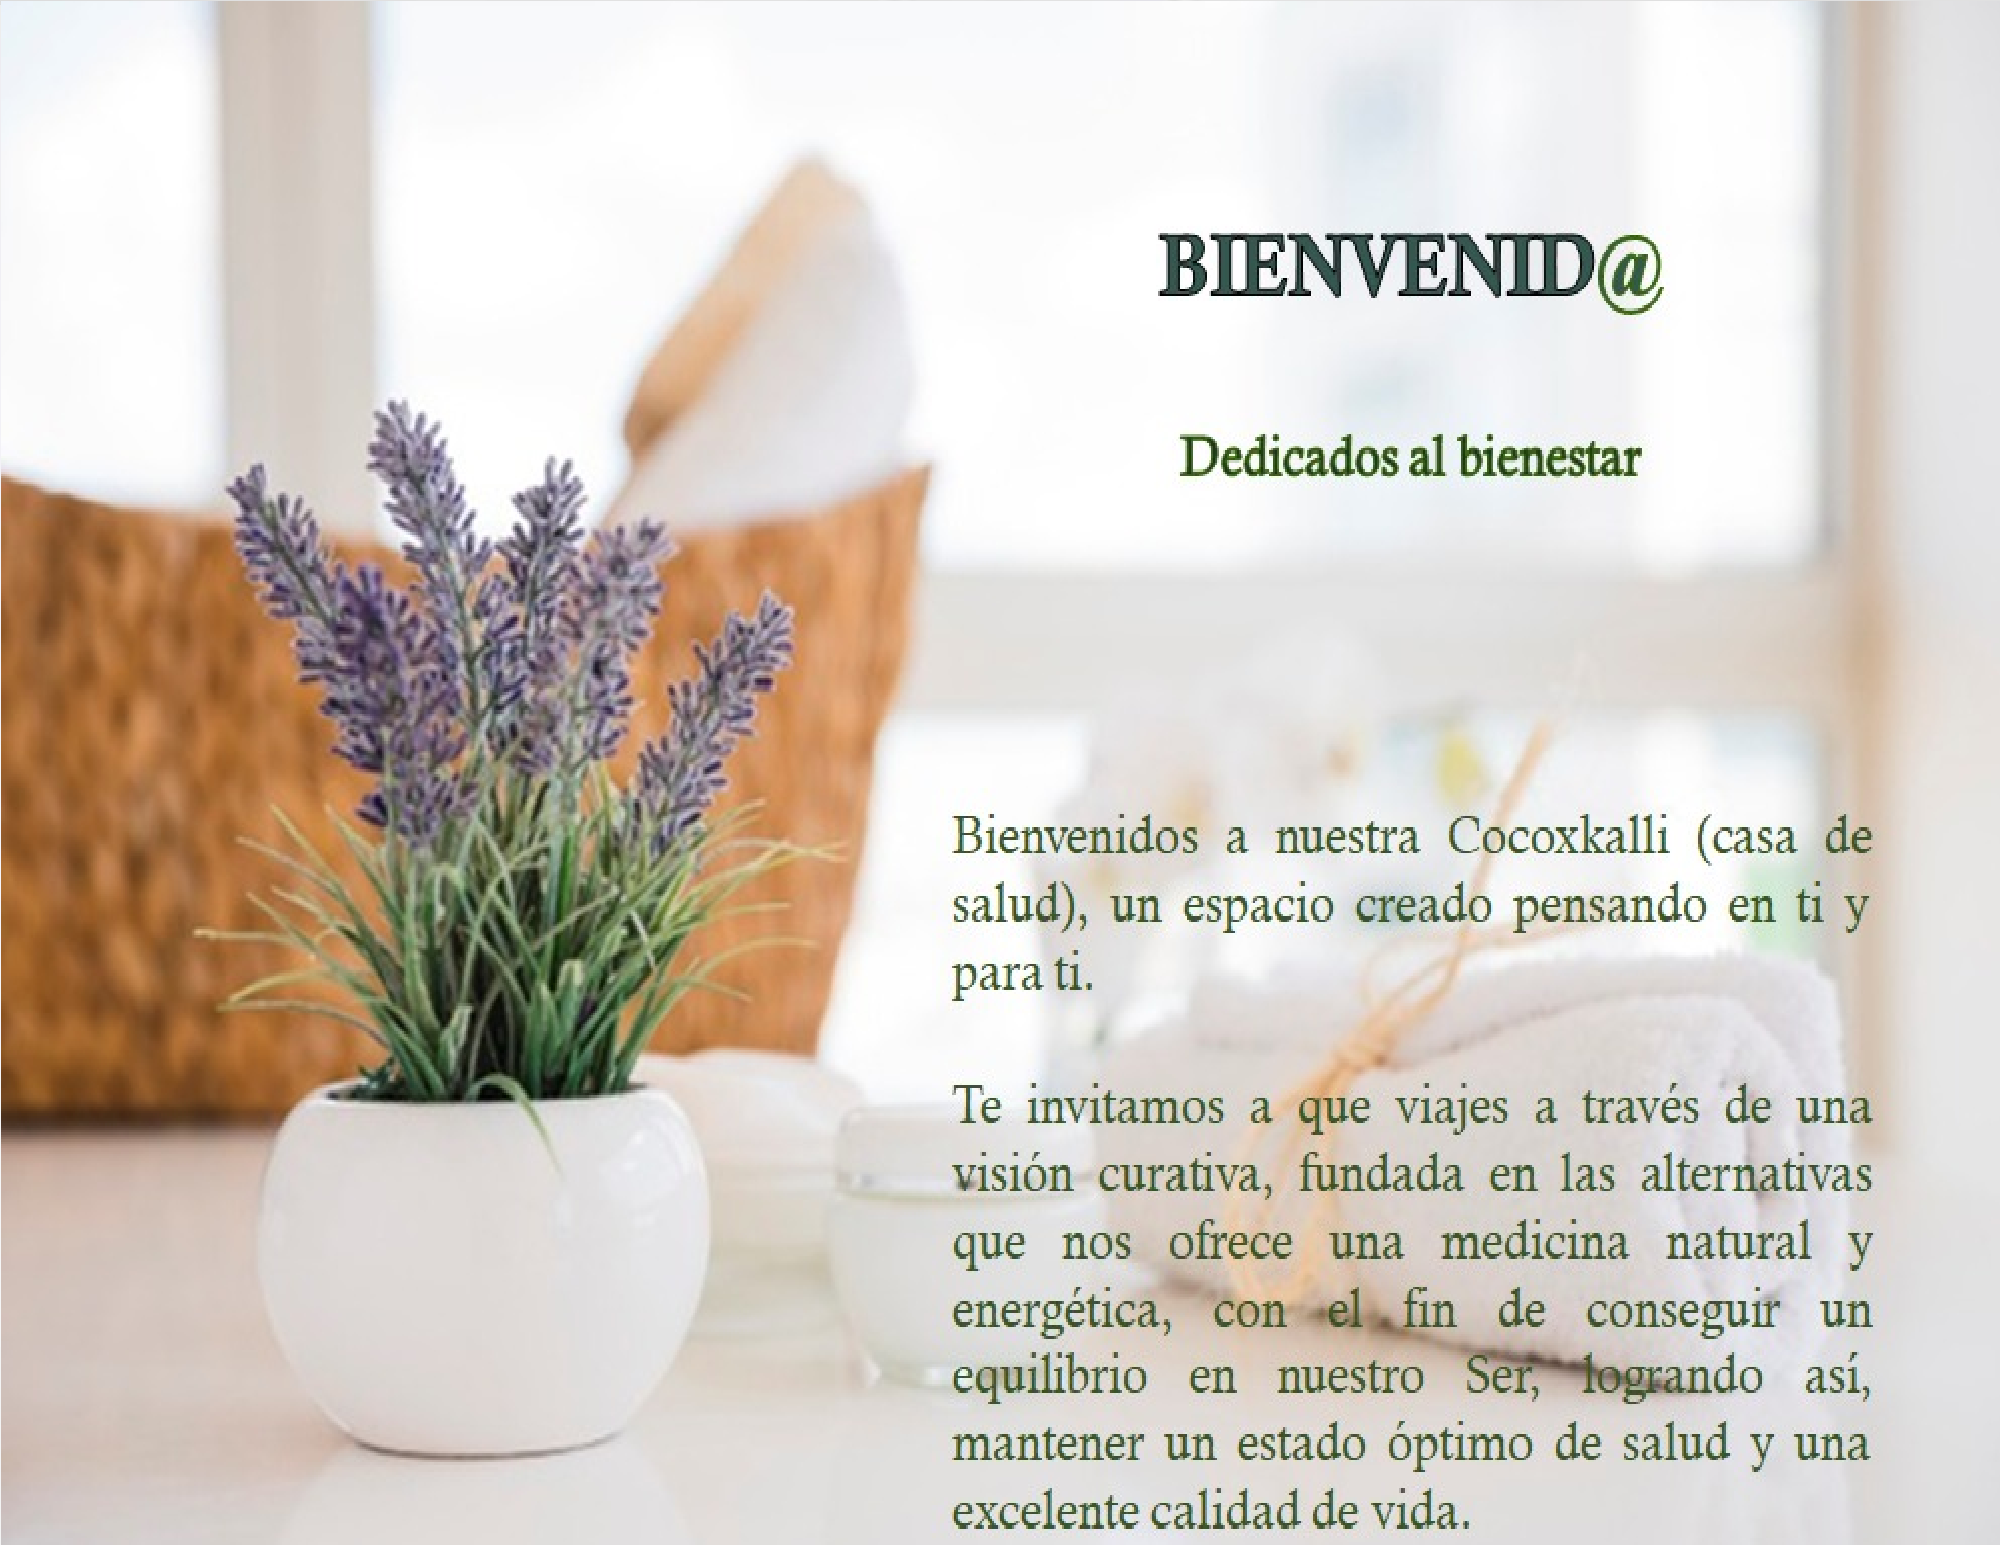 BIENVENID@
Dedicados al bienestar
Bienvenidos a nuestra Cocoxkalli (casa de
salud), un espacio creado pensando en ti y
para ti.
Te invitamos a que viajes a través de una
visión curativa, fundada en las alternativas
que nos ofrece una medicina natural y
energética, con el fin de conseguir un
equilibrio en nuestro Ser, logrando así,
mantener un estado óptimo de salud y una
excelente calidad de vida.